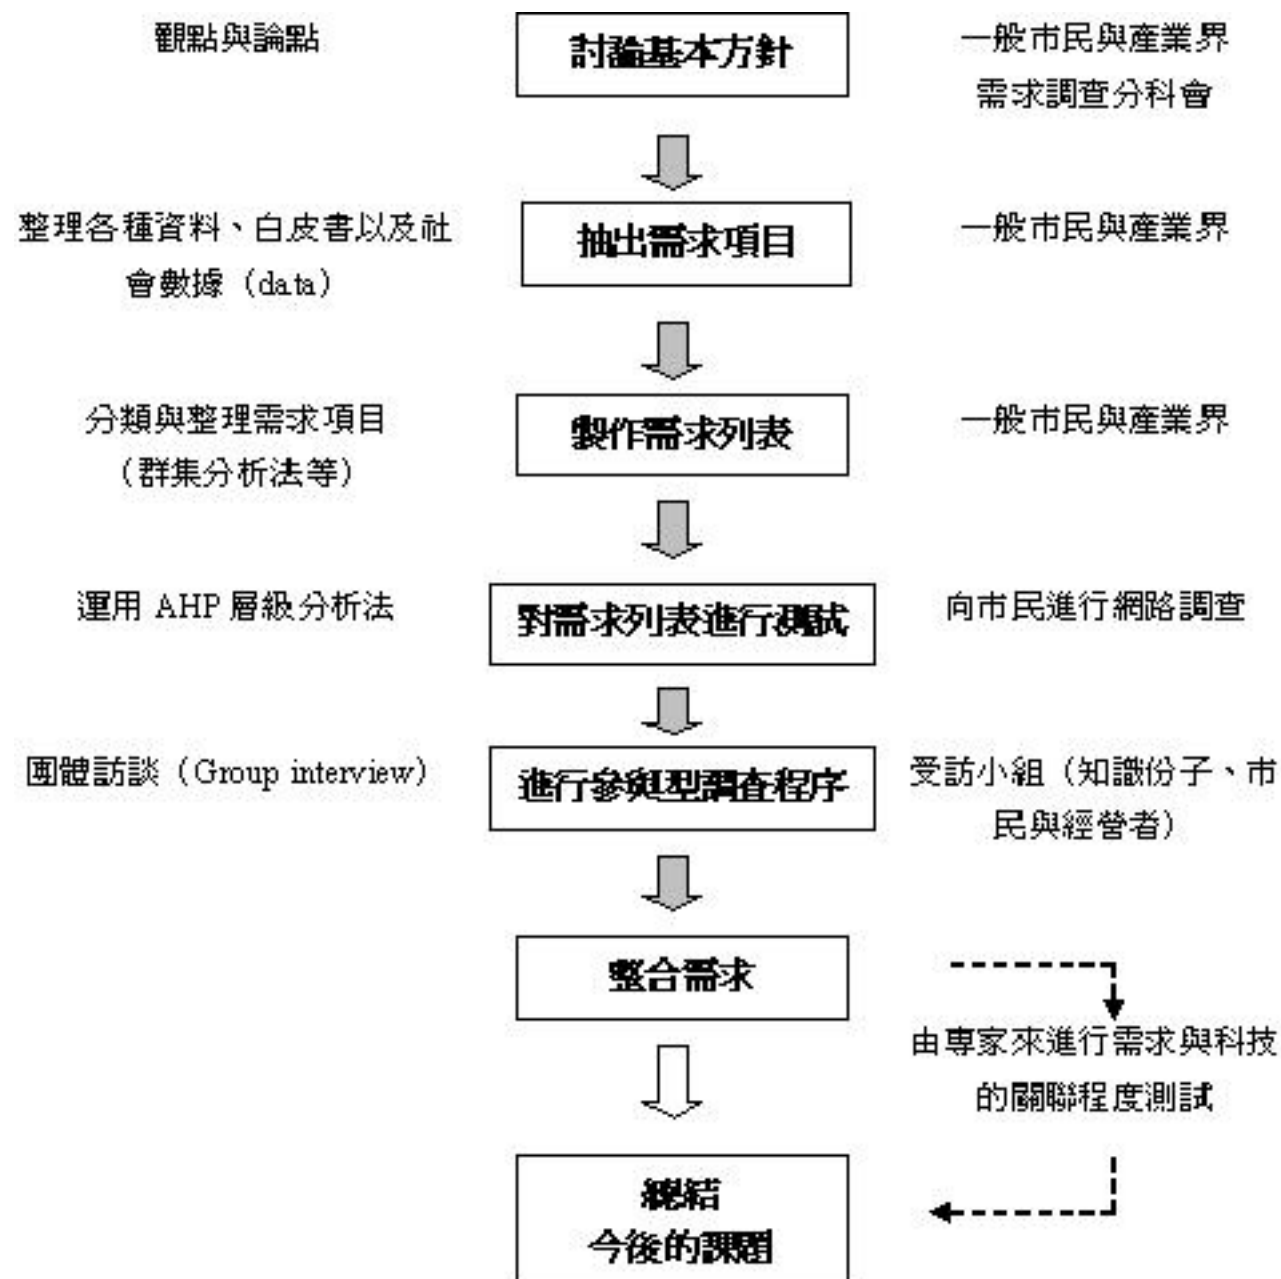 觀點與論點
討論基本方針
一般市民與產業界
需求調查分科會
整理各種資料、白皮書以及社
會數據（data）
抽出需求項目
一般市民與產業界
分類與整理需求項目
（群集分析法等）
製作需求列表
一般市民與產業界
運用 AHP 層級分析法
對需求列表進行測試
向市民進行網路調查
團體訪談（Group interview）
進行參與型調查程序
受訪小組（知識份子、市
民與經營者）
整合需求
由專家來進行需求與科技
的關聯程度測試
總結
今後的課題